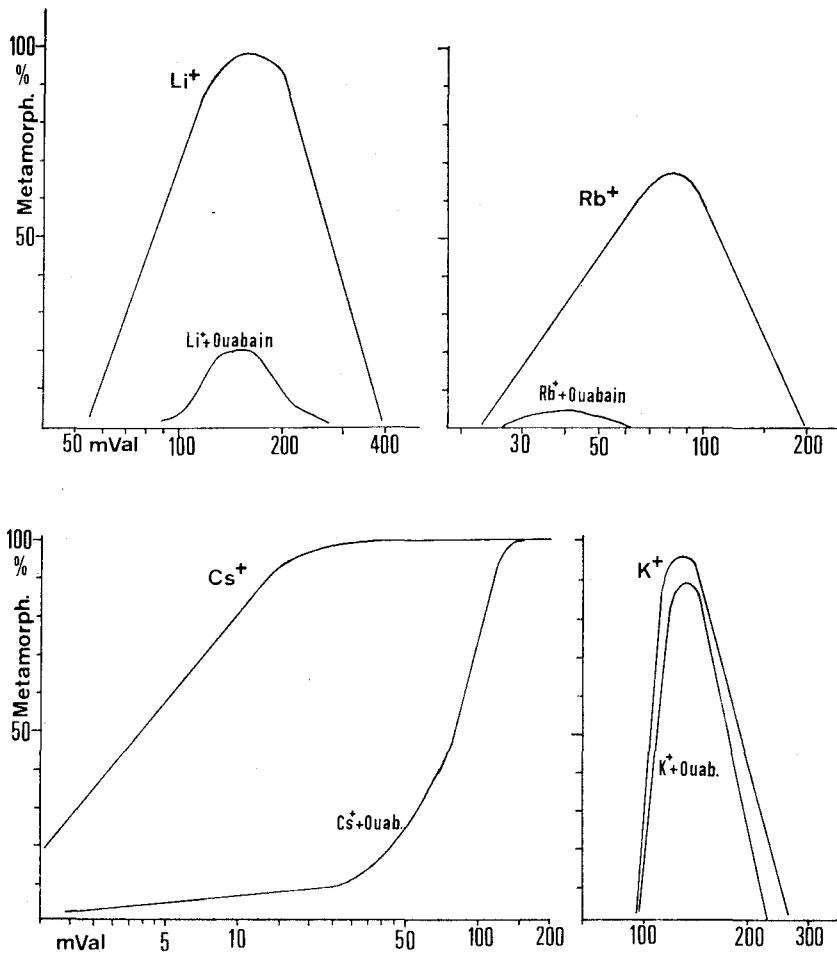 100
%
Metamorph.
50
Li⁺
Li⁺+Ouabain
50 mVal 100 200 400
Rb⁺
Rb⁺+Ouabain
30 50 100 200
100
%
Metamorph.
50
Cs⁺
Cs⁺+Ouab.
mVal 5 10 50 100 200
K⁺
K⁺+Ouab.
100 200 300